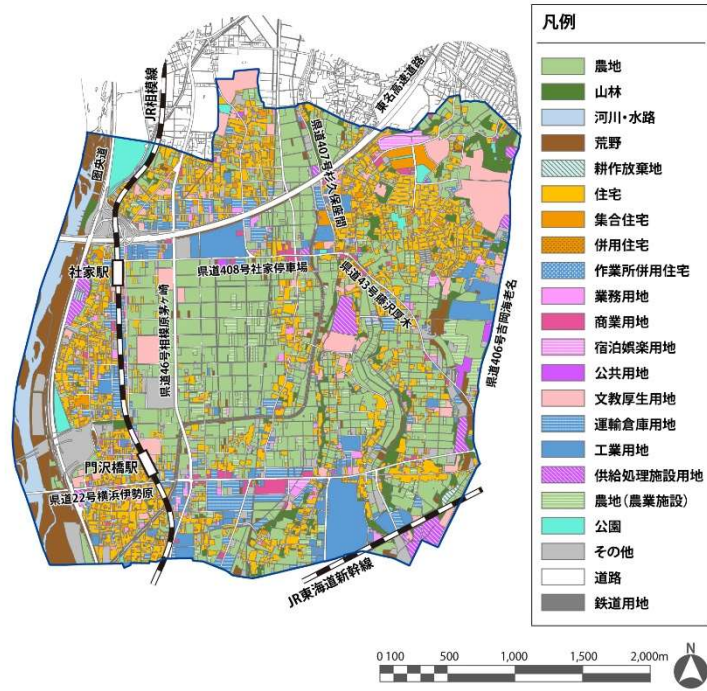 凡例
農地
山林
河川・水路
荒野
耕作放棄地
住宅
集合住宅
併用住宅
作業所併用住宅
業務用地
商業用地
宿泊娯楽用地
公共用地
文教厚生用地
運輸倉庫用地
工業用地
供給処理施設用地
農地(農業施設)
公園
その他
道路
鉄道用地
JR相模線
東名高速道路
県道407号杉久保座間
圏央道
社家駅
県道408号社家停車場
県道43号藤沢厚木
県道46号相模原茅ヶ崎
県道406号吉岡海老名
門沢橋駅
県道22号横浜伊勢原
JR東海道新幹線
0 100 500 1,000 1,500 2,000m
N